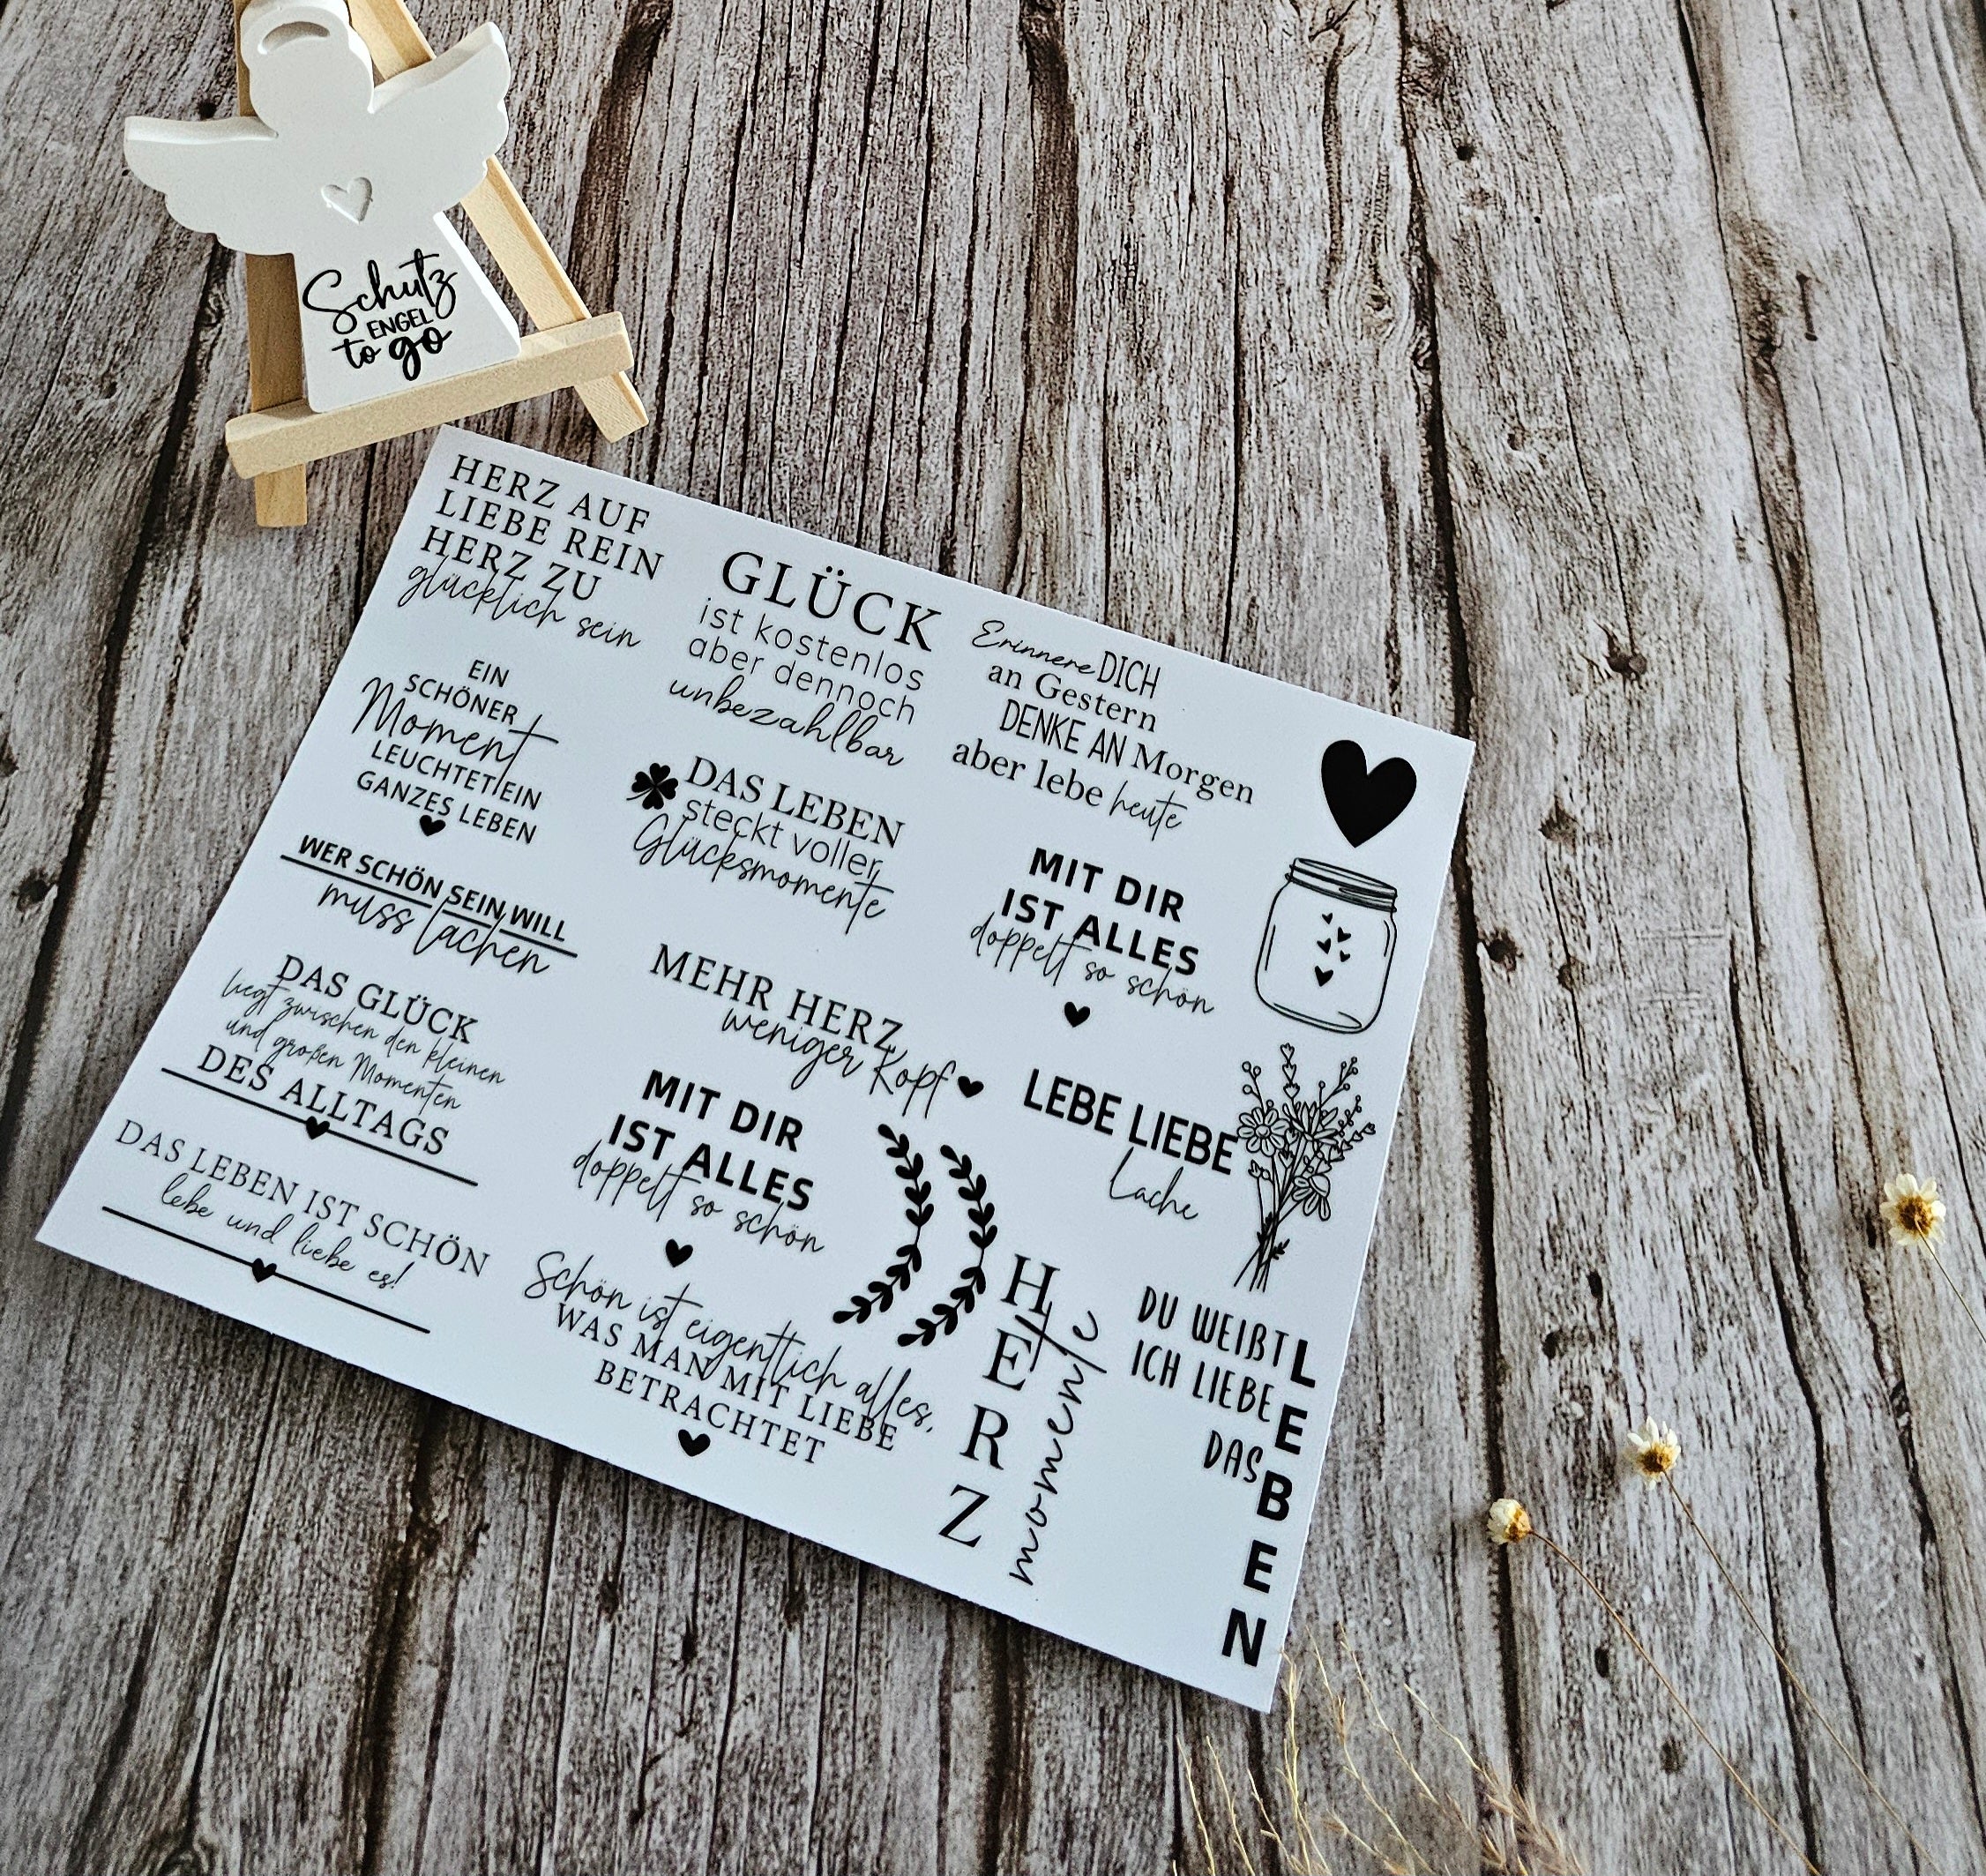 Schutz
ENGEL
to go
HERZ AUF
LIEBE REIN
HERZ ZU
glücklich sein
GLÜCK
ist kostenlos
aber dennoch
unbezahlbar
Erinnere DICH
an Gestern
DENKE AN Morgen
aber lebe heute
EIN
SCHÖNER
Moment
LEUCHTET EIN
GANZES LEBEN
DAS LEBEN
steckt voller
Glücksmomente
MIT DIR
IST ALLES
doppelt so schön
WER SCHÖN SEIN WILL
muss lachen
MEHR HERZ
weniger Kopf
DAS GLÜCK
liegt zwischen den kleinen
und großen Momenten
DES ALLTAGS
MIT DIR
IST ALLES
doppelt so schön
LEBE LIEBE
Lache
DAS LEBEN IST SCHÖN
lebe und liebe es!
Schön ist eigentlich alles,
WAS MAN MIT LIEBE
BETRACHTET
HERZ
momente
DU WEIßT
ICH LIEBE
DAS
LEBEN